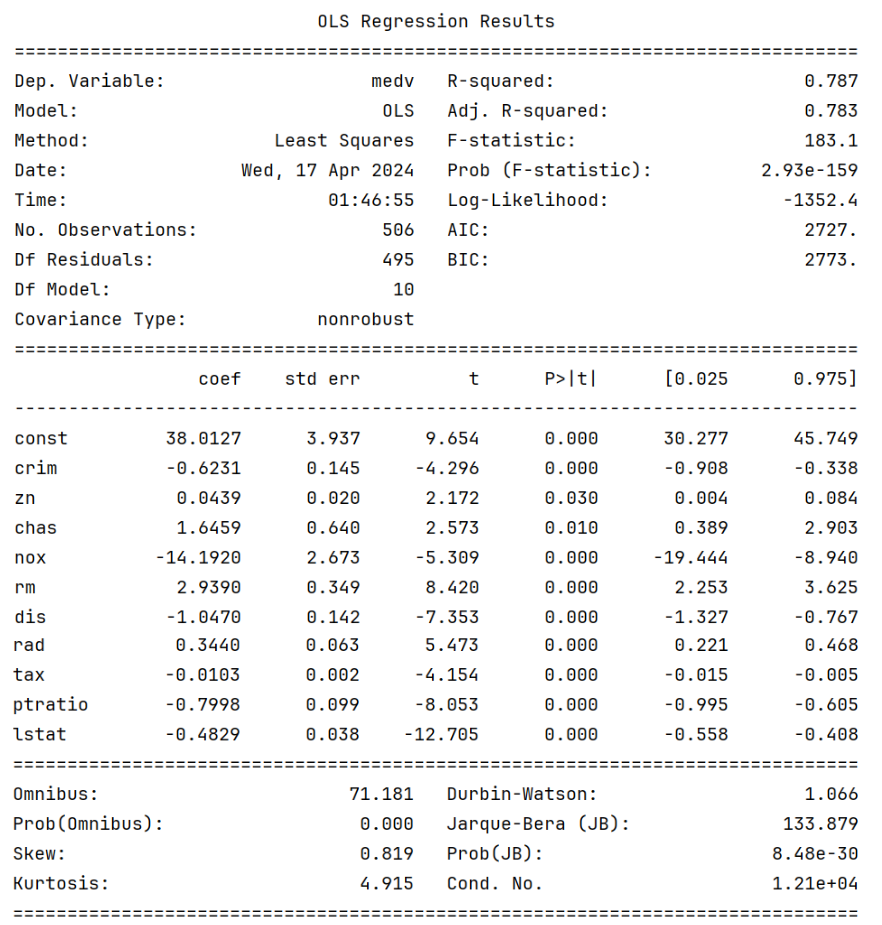 OLS Regression Results
==============================================================================
Dep. Variable: medv R-squared: 0.787
Model: OLS Adj. R-squared: 0.783
Method: Least Squares F-statistic: 183.1
Date: Wed, 17 Apr 2024 Prob (F-statistic): 2.93e-159
Time: 01:46:55 Log-Likelihood: -1352.4
No. Observations: 506 AIC: 2727.
Df Residuals: 495 BIC: 2773.
Df Model: 10
Covariance Type: nonrobust
==============================================================================
coef std err t P>|t| [0.025 0.975]
------------------------------------------------------------------------------
const 38.0127 3.937 9.654 0.000 30.277 45.749
crim -0.6231 0.145 -4.296 0.000 -0.908 -0.338
zn 0.0439 0.020 2.172 0.030 0.004 0.084
chas 1.6459 0.640 2.573 0.010 0.389 2.903
nox -14.1920 2.673 -5.309 0.000 -19.444 -8.940
rm 2.9390 0.349 8.420 0.000 2.253 3.625
dis -1.0470 0.142 -7.353 0.000 -1.327 -0.767
rad 0.3440 0.063 5.473 0.000 0.221 0.468
tax -0.0103 0.002 -4.154 0.000 -0.015 -0.005
ptratio -0.7998 0.099 -8.053 0.000 -0.995 -0.605
lstat -0.4829 0.038 -12.705 0.000 -0.558 -0.408
==============================================================================
Omnibus: 71.181 Durbin-Watson: 1.066
Prob(Omnibus): 0.000 Jarque-Bera (JB): 133.879
Skew: 0.819 Prob(JB): 8.48e-30
Kurtosis: 4.915 Cond. No. 1.21e+04
==============================================================================